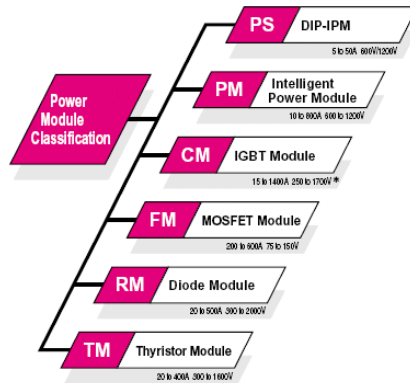 Power
Module
Classification
PS DIP-IPM
5 to 50A 600V/1200V
PM Intelligent
Power Module
10 to 800A 600 to 1200V
CM IGBT Module
15 to 1400A 250 to 1700V *
FM MOSFET Module
200 to 600A 75 to 150V
RM Diode Module
20 to 500A 300 to 2000V
TM Thyristor Module
20 to 400A 300 to 1600V